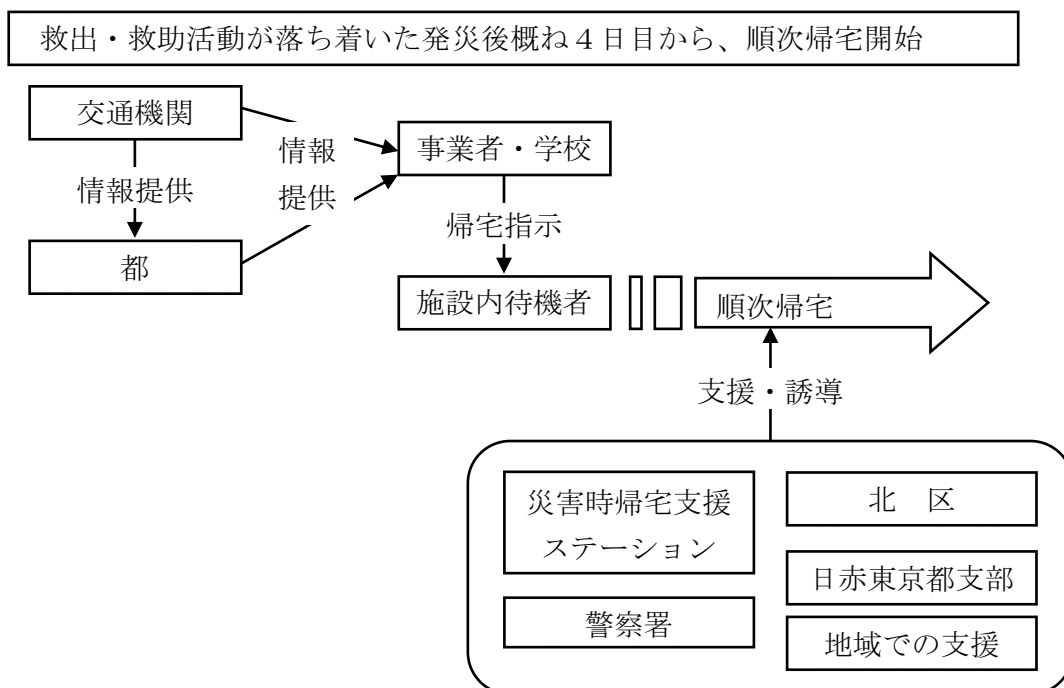 救出・救助活動が落ち着いた発災後概ね４日目から、順次帰宅開始
交通機関
情報提供
都
情報
提供
事業者・学校
帰宅指示
施設内待機者
順次帰宅
支援・誘導
災害時帰宅支援
ステーション
警察署
北　区
日赤東京都支部
地域での支援